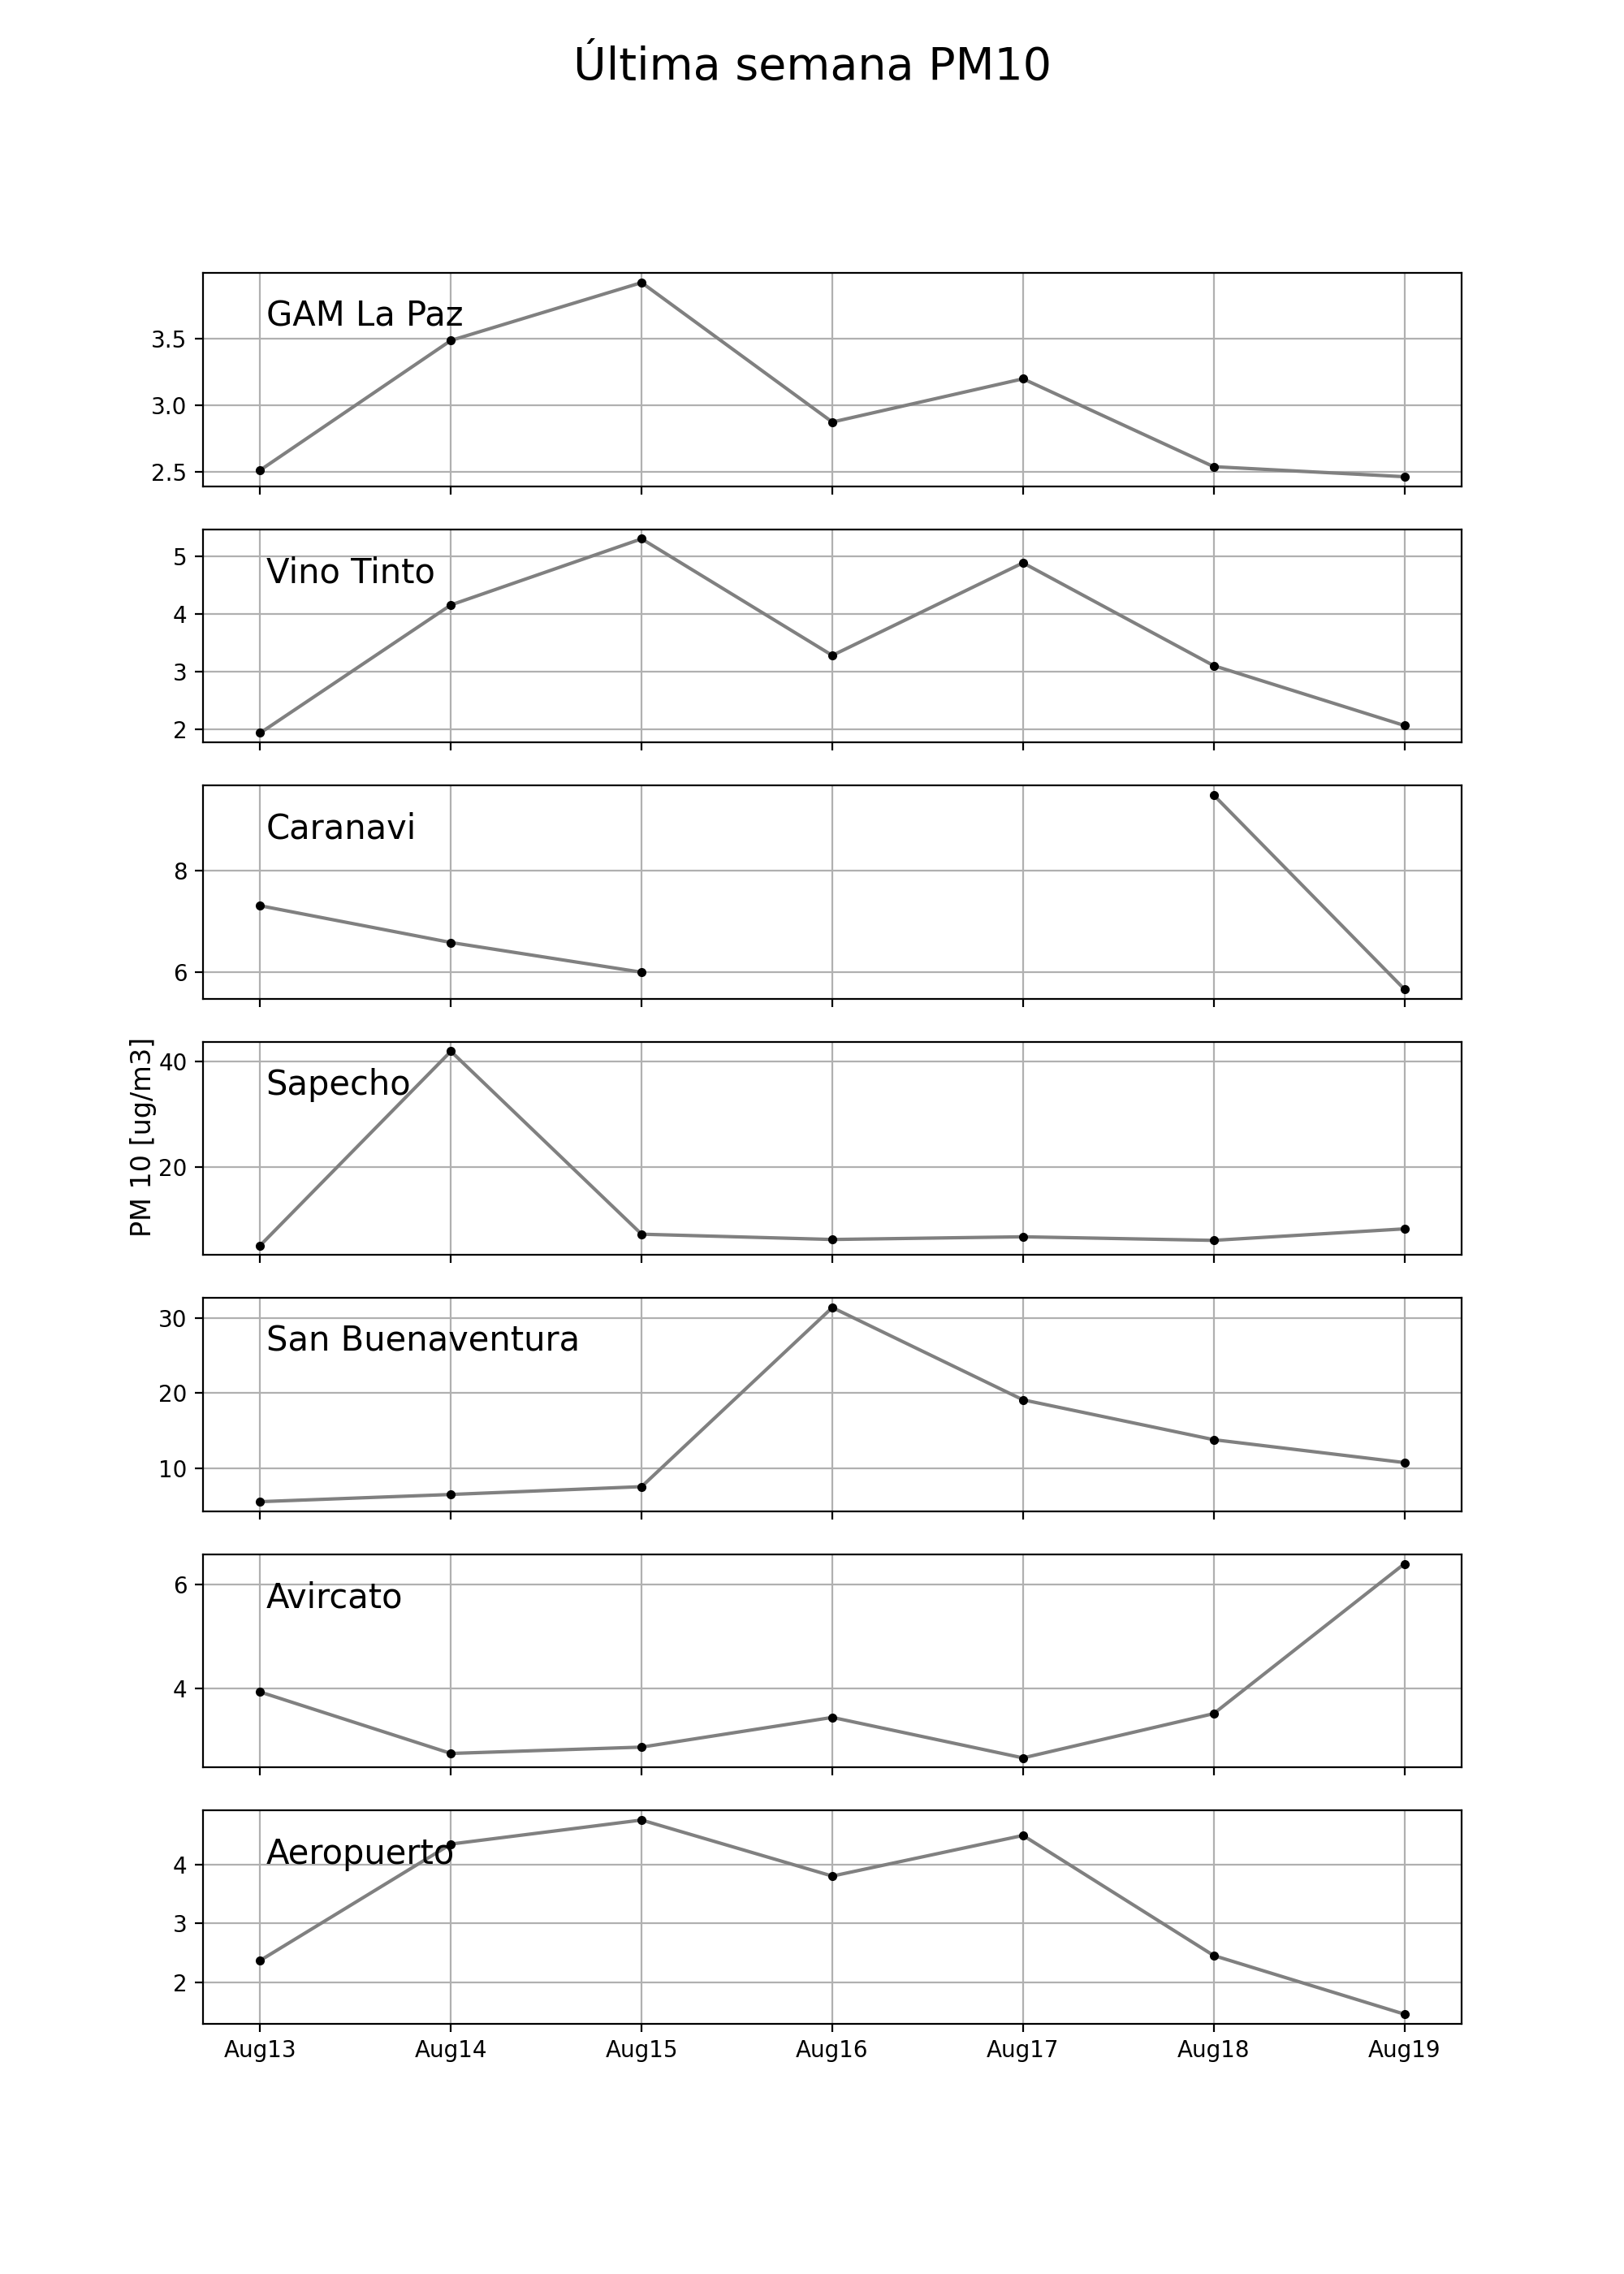 Última semana PM10
GAM La Paz
3.5
3.0
2.5
Vino Tinto
5
4
3
2
Caranavi
8
6
PM 10 [ug/m3]
Sapecho
40
20
San Buenaventura
30
20
10
Avircato
6
4
Aeropuerto
4
3
2
Aug13 Aug14 Aug15 Aug16 Aug17 Aug18 Aug19